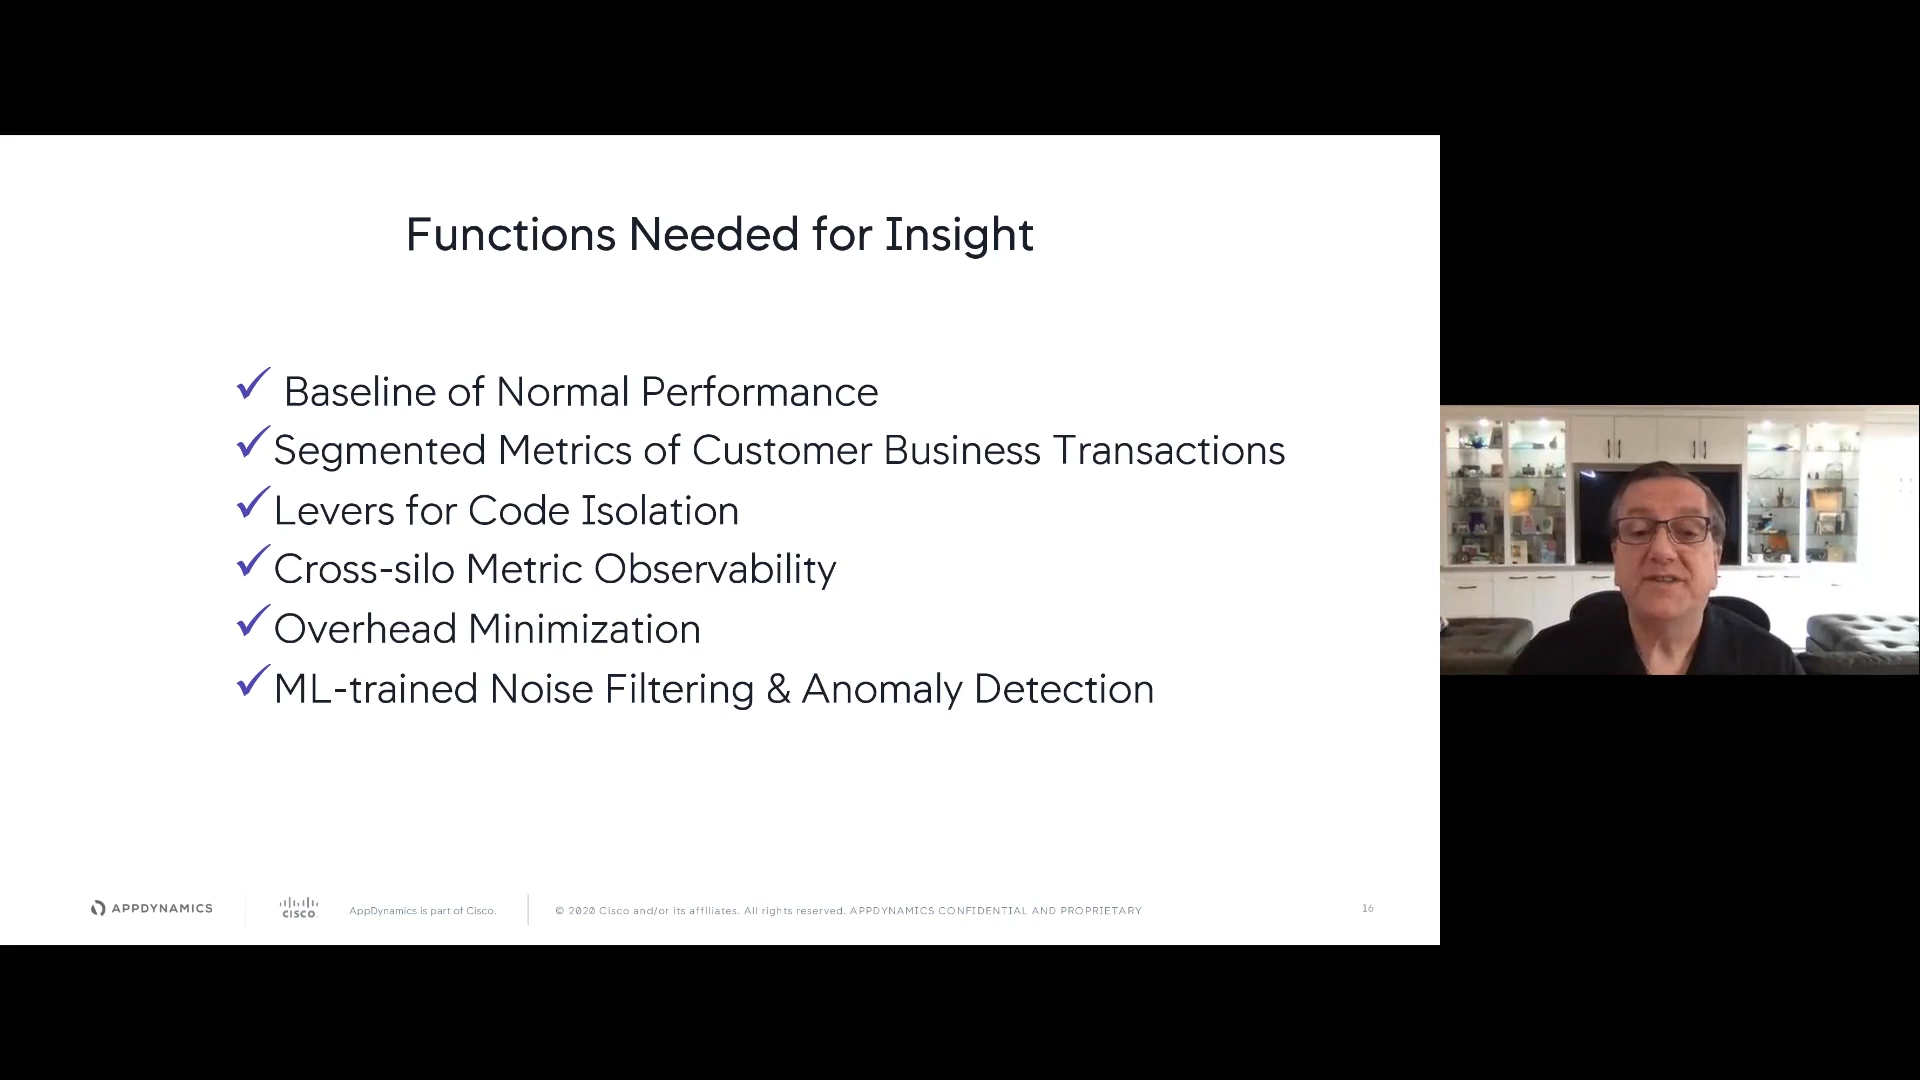 Functions Needed for Insight
✓ Baseline of Normal Performance
✓ Segmented Metrics of Customer Business Transactions
✓ Levers for Code Isolation
✓ Cross-silo Metric Observability
✓ Overhead Minimization
✓ ML-trained Noise Filtering & Anomaly Detection
APPDYNAMICS
CISCO
AppDynamics is part of Cisco.
© 2020 Cisco and/or its affiliates. All rights reserved. APPDYNAMICS CONFIDENTIAL AND PROPRIETARY
16